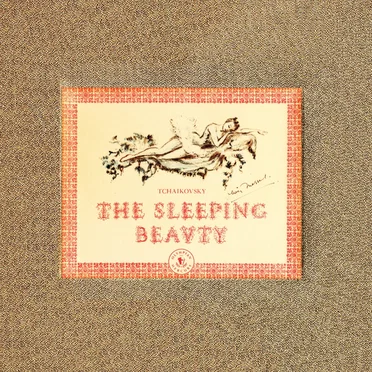 TCHAIKOVSKY
THE SLEEPING
BEAVTY